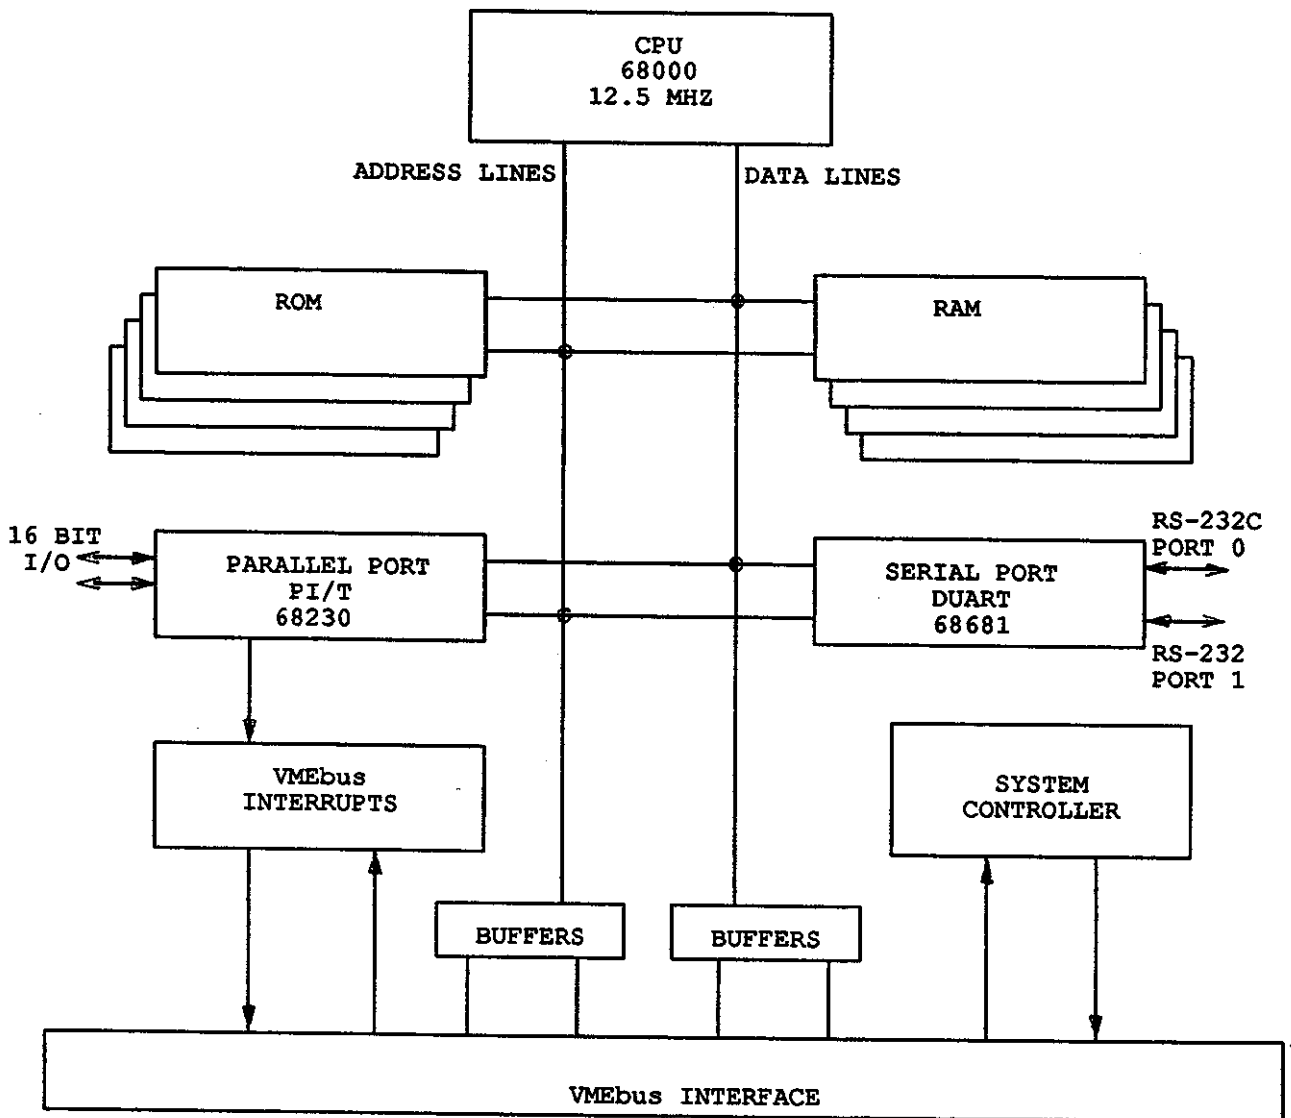 CPU
68000
12.5 MHZ
ADDRESS LINES
DATA LINES
ROM
RAM
16 BIT
I/O
PARALLEL PORT
PI/T
68230
SERIAL PORT
DUART
68681
RS-232C
PORT 0
RS-232
PORT 1
VMEbus
INTERRUPTS
SYSTEM
CONTROLLER
BUFFERS
BUFFERS
VMEbus INTERFACE